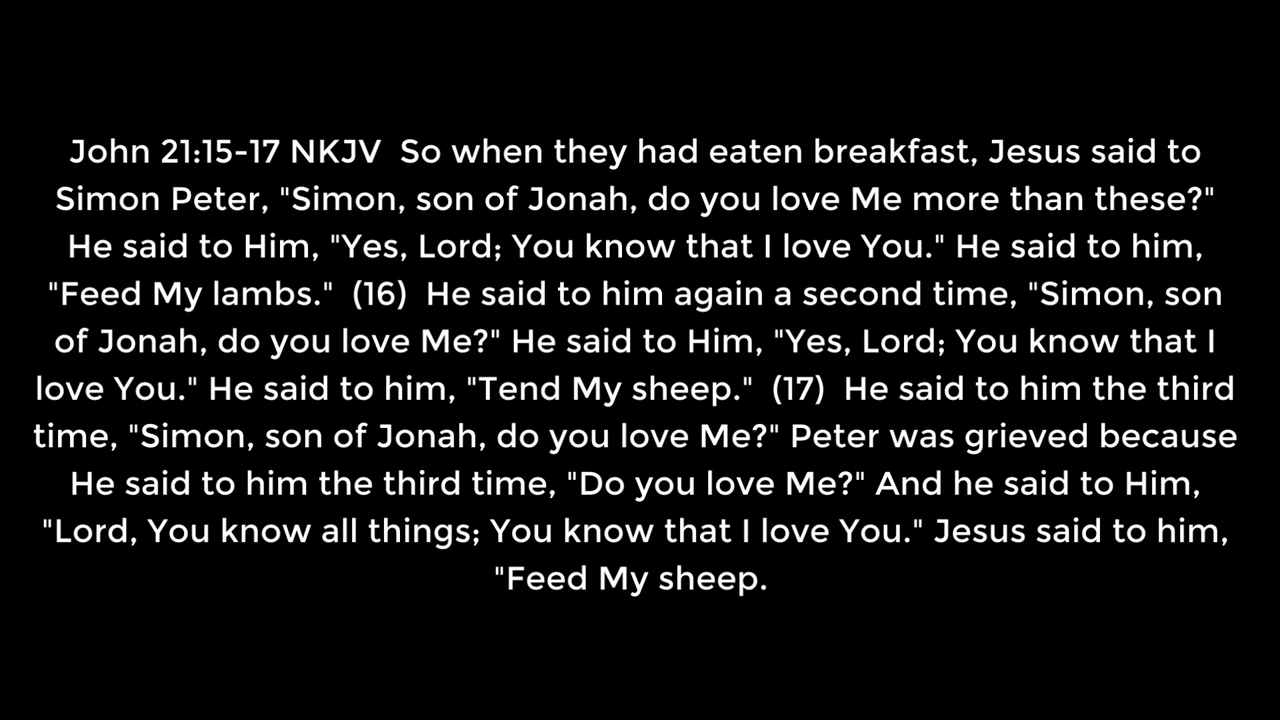 John 21:15-17 NKJV  So when they had eaten breakfast, Jesus said to
Simon Peter, "Simon, son of Jonah, do you love Me more than these?"
He said to Him, "Yes, Lord; You know that I love You." He said to him,
"Feed My lambs."  (16)  He said to him again a second time, "Simon, son
of Jonah, do you love Me?" He said to Him, "Yes, Lord; You know that I
love You." He said to him, "Tend My sheep."  (17)  He said to him the third
time, "Simon, son of Jonah, do you love Me?" Peter was grieved because
He said to him the third time, "Do you love Me?" And he said to Him,
"Lord, You know all things; You know that I love You." Jesus said to him,
"Feed My sheep.